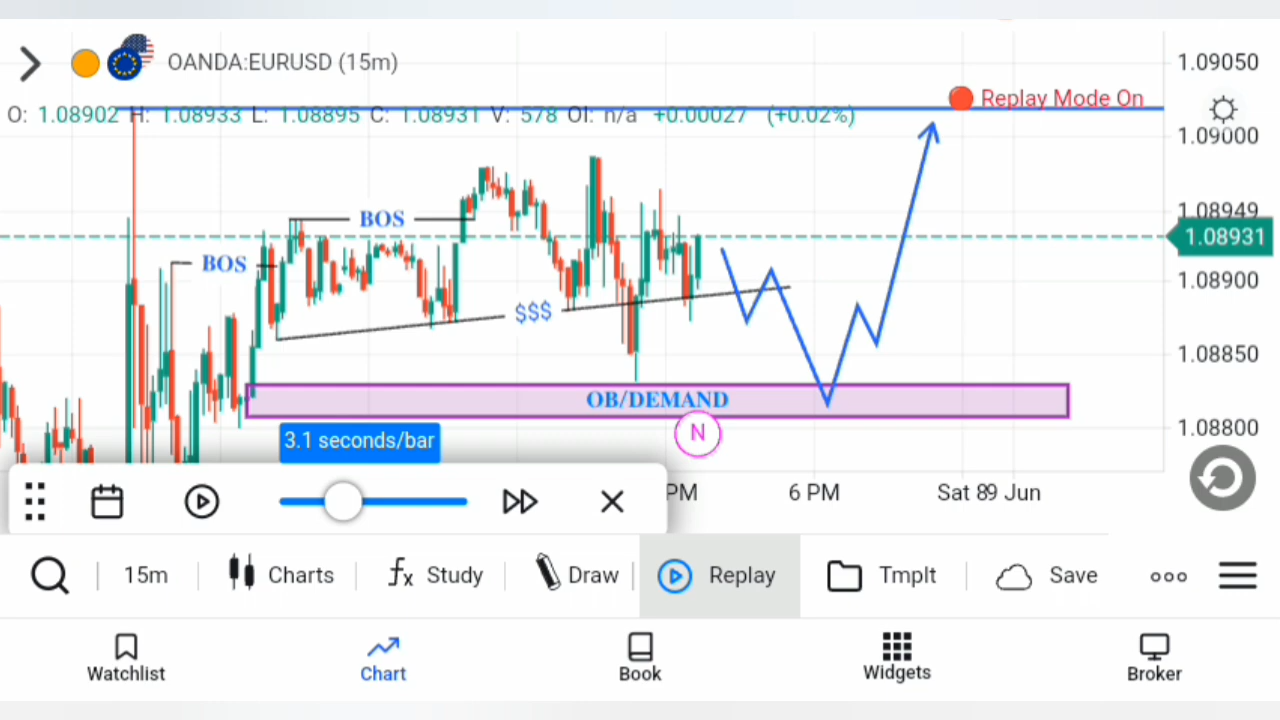 OANDA:EURUSD (15m)
1.09050
Replay Mode On
O: 1.08902 H: 1.08933 L: 1.08895 C: 1.08931 V: 578 OI: n/a +0.00027 (+0.02%)
1.09000
BOS
1.08949
1.08931
BOS
1.08900
$$$
1.08850
OB/DEMAND
N
1.08800
3.1 seconds/bar
PM
6 PM
Sat 89 Jun
15m
Charts
fx Study
Draw
Replay
Tmplt
Save
Watchlist
Chart
Book
Widgets
Broker